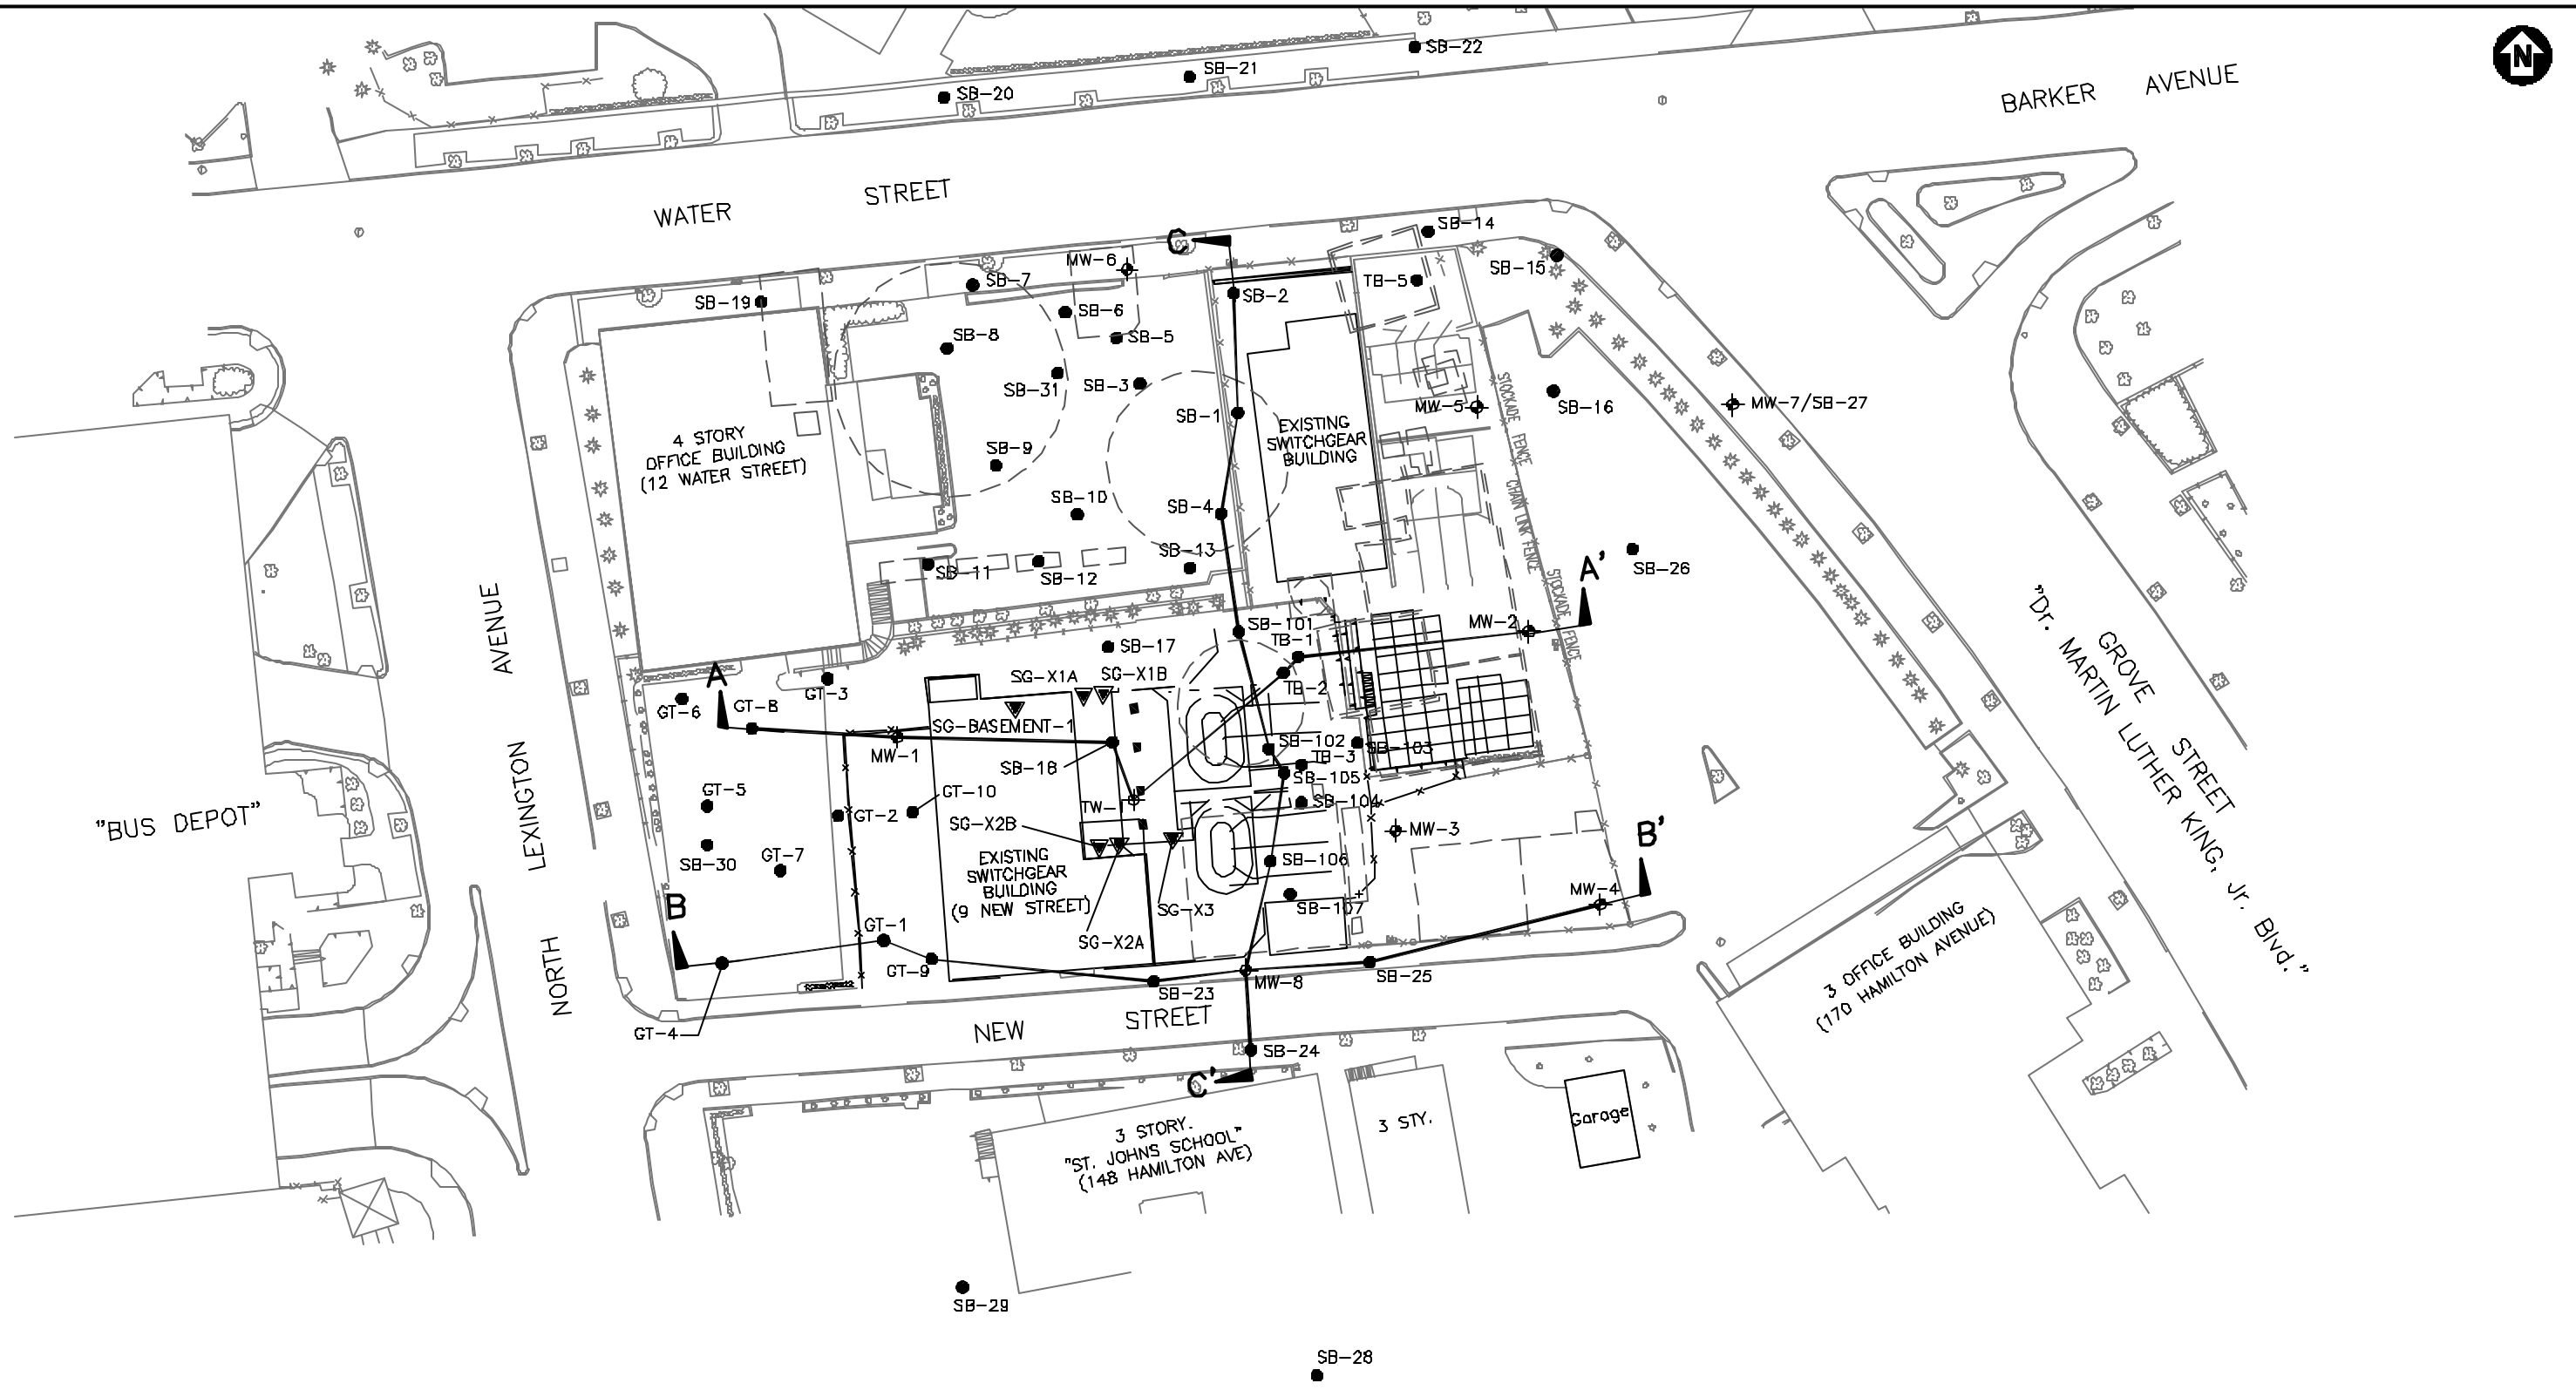 SB-22
SB-21
SB-20
N
BARKER AVENUE
WATER STREET
C
SB-14
MW-6
SB-15
SB-7
TB-5
SB-2
SB-19
SB-6
SB-5
SB-8
SB-31
SB-3
MW-5
SB-16
MW-7/SB-27
SB-1
STOCKADE FENCE
CHAIN LINK FENCE
STOCKADE FENCE
4 STORY
OFFICE BUILDING
(12 WATER STREET)
EXISTING
SWITCHGEAR
BUILDING
SB-9
SB-10
SB-4
SB-13
SB-11
SB-12
SB-26
A'
MW-2
SB-101
TB-1
SB-17
TB-2
A
SG-X1A
SG-X1B
GT-3
GT-6
GT-8
SG-BASEMENT-1
MW-1
SB-18
SB-102
SB-103
TB-3
SB-105
SB-104
GT-5
GT-10
TW-
GT-2
SG-X2B
MW-3
B'
SB-30
GT-7
SB-106
EXISTING
SWITCHGEAR
BUILDING
(9 NEW STREET)
SG-X3
SB-107
MW-4
B
GT-1
SG-X2A
GT-9
SB-23
MW-8
SB-25
GT-4
NEW STREET
SB-24
C'
NORTH LEXINGTON AVENUE
"BUS DEPOT"
GROVE STREET
"Dr. MARTIN LUTHER KING, Jr. Blvd."
3 OFFICE BUILDING
(170 HAMILTON AVENUE)
3 STORY.
"ST. JOHNS SCHOOL"
(148 HAMILTON AVE)
3 STY.
Garage
SB-29
SB-28